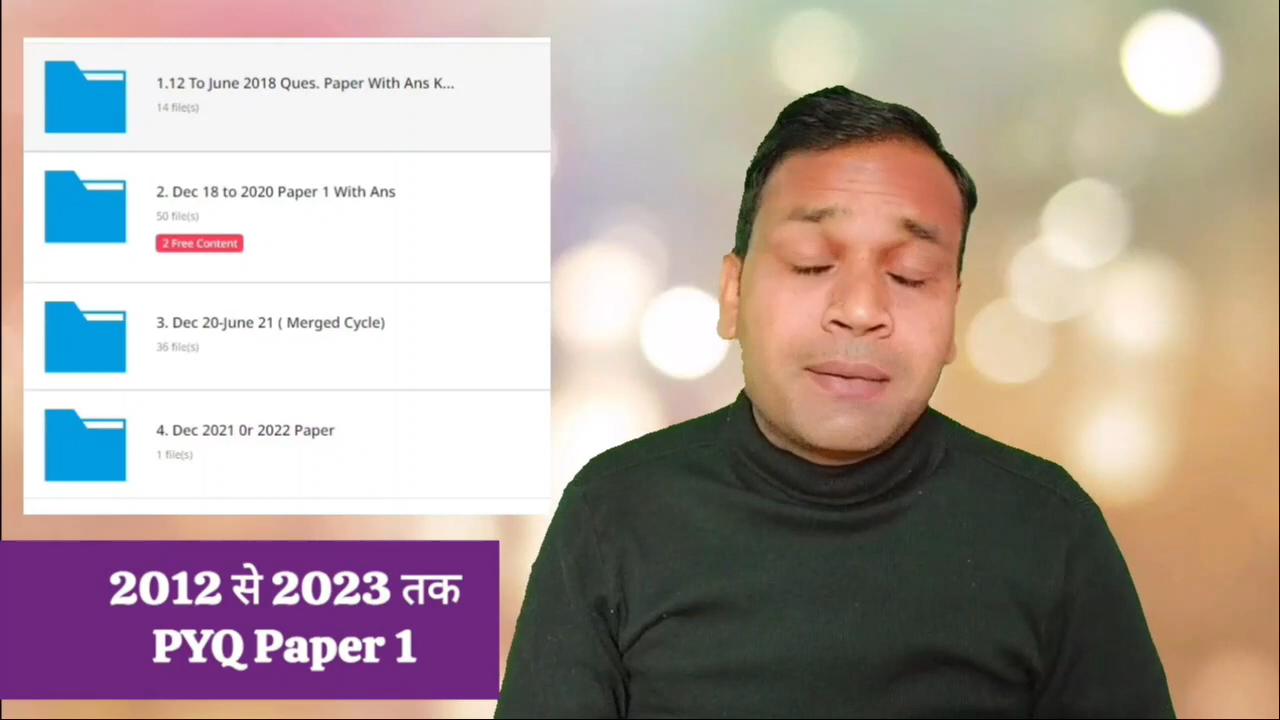 1.12 To June 2018 Ques. Paper With Ans K...
14 file(s)
2. Dec 18 to 2020 Paper 1 With Ans
50 file(s)
2 Free Content
3. Dec 20-June 21 ( Merged Cycle)
36 file(s)
4. Dec 2021 0r 2022 Paper
1 file(s)
2012 से 2023 तक
PYQ Paper 1